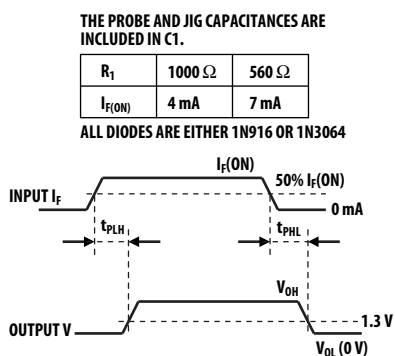 THE PROBE AND JIG CAPACITANCES ARE
INCLUDED IN C1.
R1 1000 Ω 560 Ω
IF(ON) 4 mA 7 mA
ALL DIODES ARE EITHER 1N916 OR 1N3064
IF(ON)
50% IF(ON)
INPUT IF
0 mA
tPLH tPHL
VOH
1.3 V
OUTPUT V
VOL (0 V)